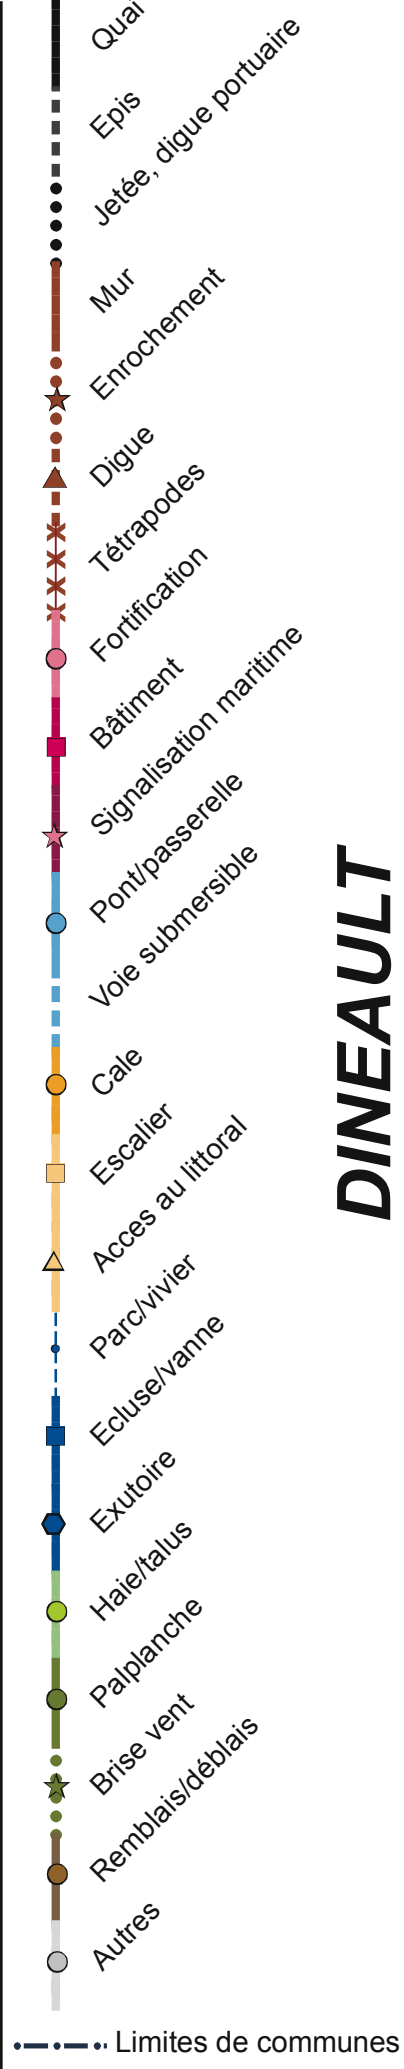 Quai
Epis
Jetée, digue portuaire
Mur
Enrochement
Digue
Tétrapodes
Fortification
Bâtiment
Signalisation maritime
Pont/passerelle
Voie submersible
Cale
Escalier
Acces au littoral
Parc/vivier
Ecluse/vanne
Exutoire
Haie/talus
Palplanche
Brise vent
Remblais/déblais
Autres
Limites de communes
DINEAULT